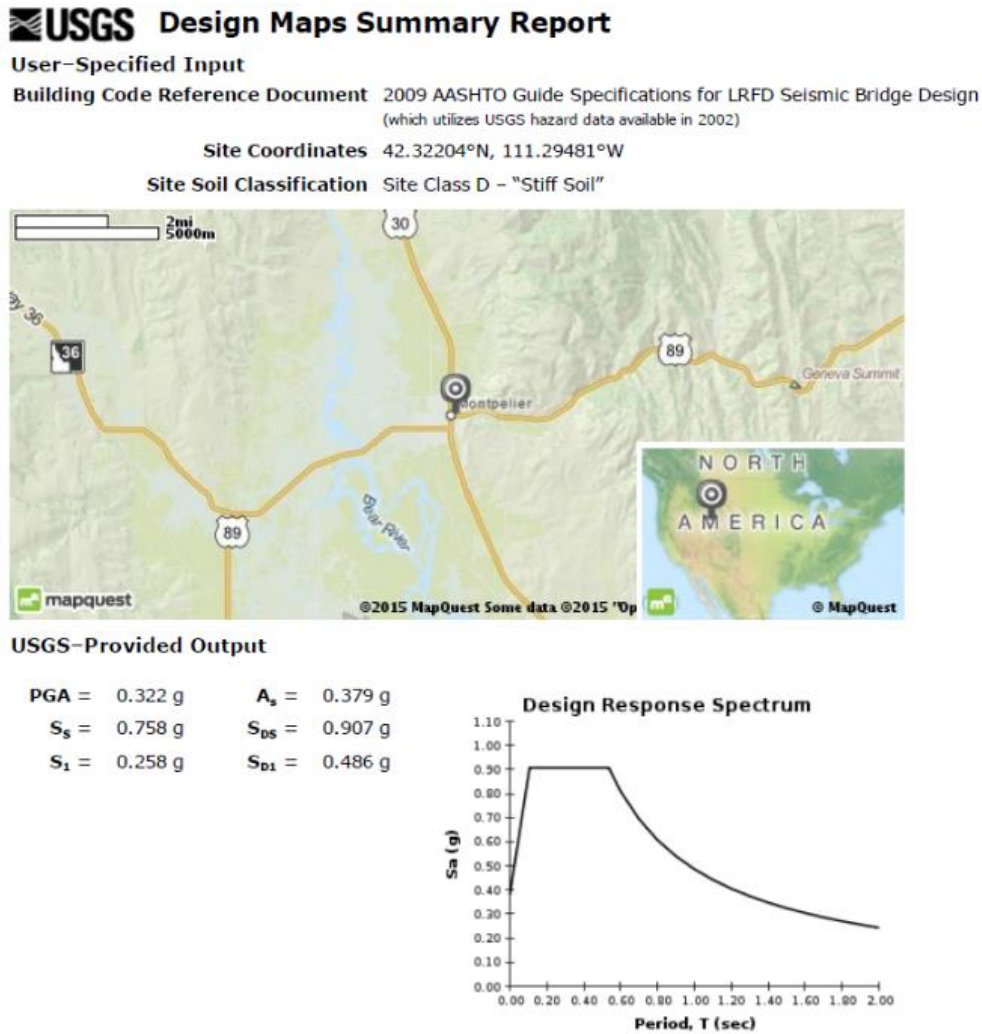 USGS Design Maps Summary Report
User–Specified Input
Building Code Reference Document 2009 AASHTO Guide Specifications for LRFD Seismic Bridge Design
(which utilizes USGS hazard data available in 2002)
Site Coordinates 42.32204°N, 111.29481°W
Site Soil Classification Site Class D – “Stiff Soil”
2mi
5000m
30
36
36
89
Geneva Summit
Montpelier
NORTH
AMERICA
Bear River
89
mapquest
©2015 MapQuest Some data ©2015 "Op
m
© MapQuest
USGS–Provided Output
PGA = 0.322 g As = 0.379 g
SS = 0.758 g SDS = 0.907 g
S1 = 0.258 g SD1 = 0.486 g
Design Response Spectrum
1.10
1.00
0.90
0.80
0.70
0.60
0.50
0.40
0.30
0.20
0.10
0.00
Sa (g)
0.00 0.20 0.40 0.60 0.80 1.00 1.20 1.40 1.60 1.80 2.00
Period, T (sec)